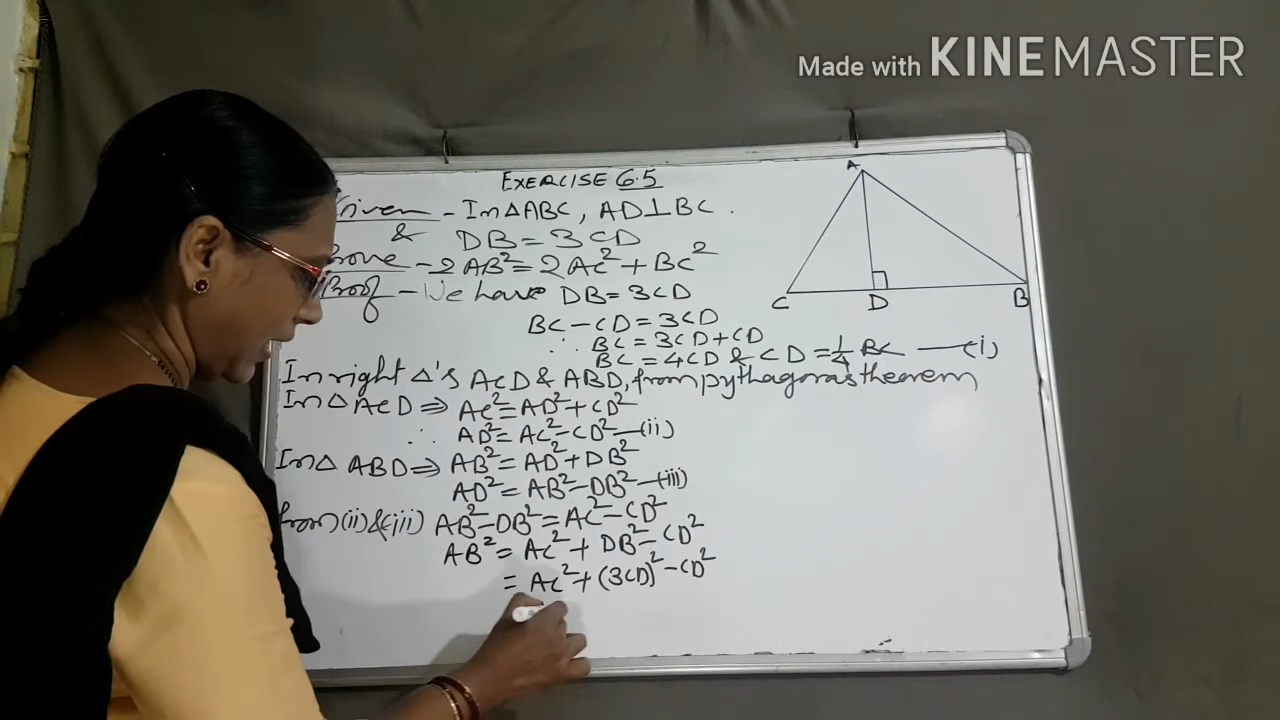 Made with KINEMASTER
EXERCISE 6.5
Given - In △ABC, AD⊥BC.
& DB = 3CD
Prove - 2AB² = 2AC² + BC²
Proof - We have DB = 3CD
BC - CD = 3CD
∴ BC = 3CD + CD
BC = 4CD & CD = 1/4 BC —(i)
In right △'s ACD & ABD, from pythagoras theorem
In △ ACD ⇒ AC² = AD² + CD²
∴ AD² = AC² - CD² —(ii)
In △ ABD ⇒ AB² = AD² + DB²
AD² = AB² - DB² —(iii)
from (ii) & (iii) AB² - DB² = AC² - CD²
AB² = AC² + DB² - CD²
= AC² + (3CD)² - CD²
=
A
C
D
B